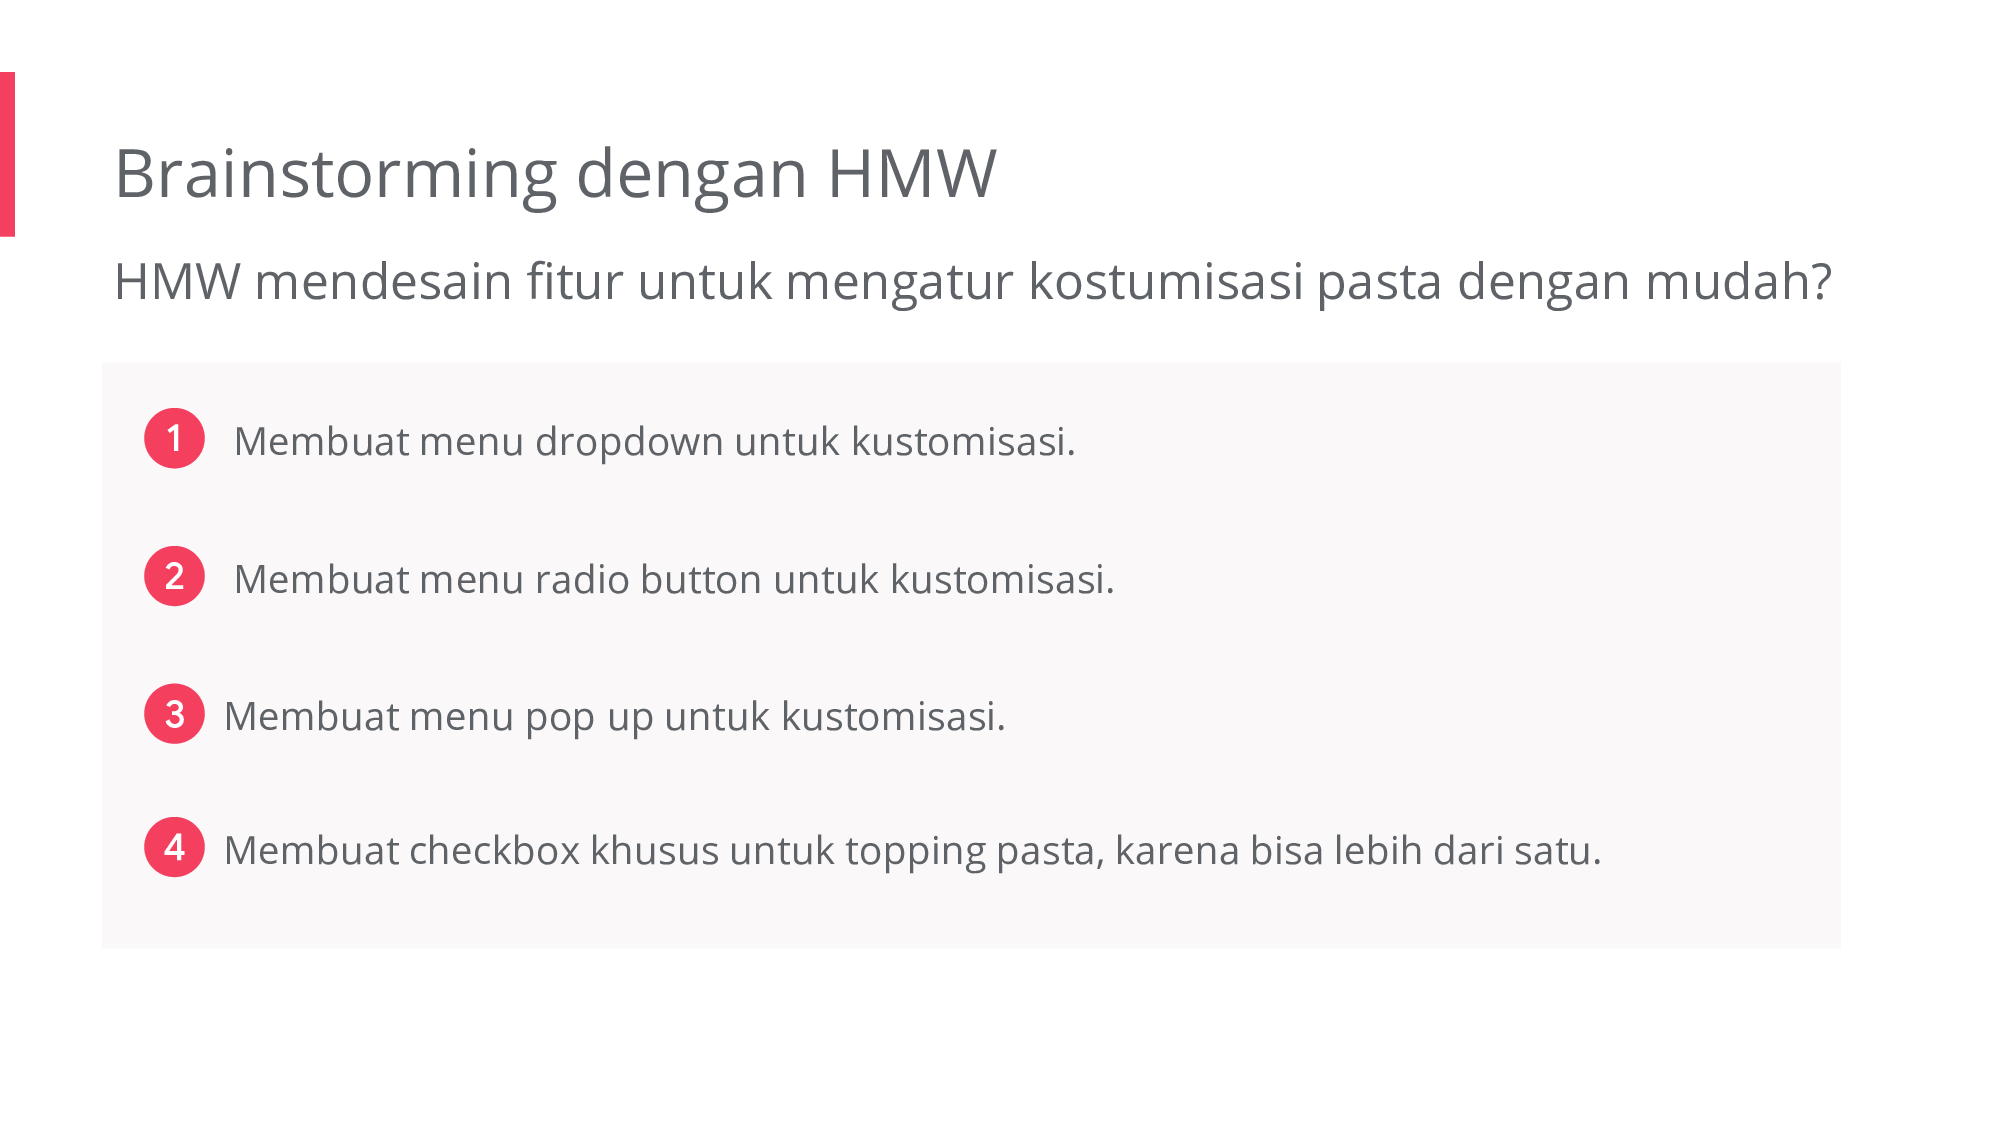 Brainstorming dengan HMW
HMW mendesain fitur untuk mengatur kostumisasi pasta dengan mudah?
1 Membuat menu dropdown untuk kustomisasi.
2 Membuat menu radio button untuk kustomisasi.
3 Membuat menu pop up untuk kustomisasi.
4 Membuat checkbox khusus untuk topping pasta, karena bisa lebih dari satu.